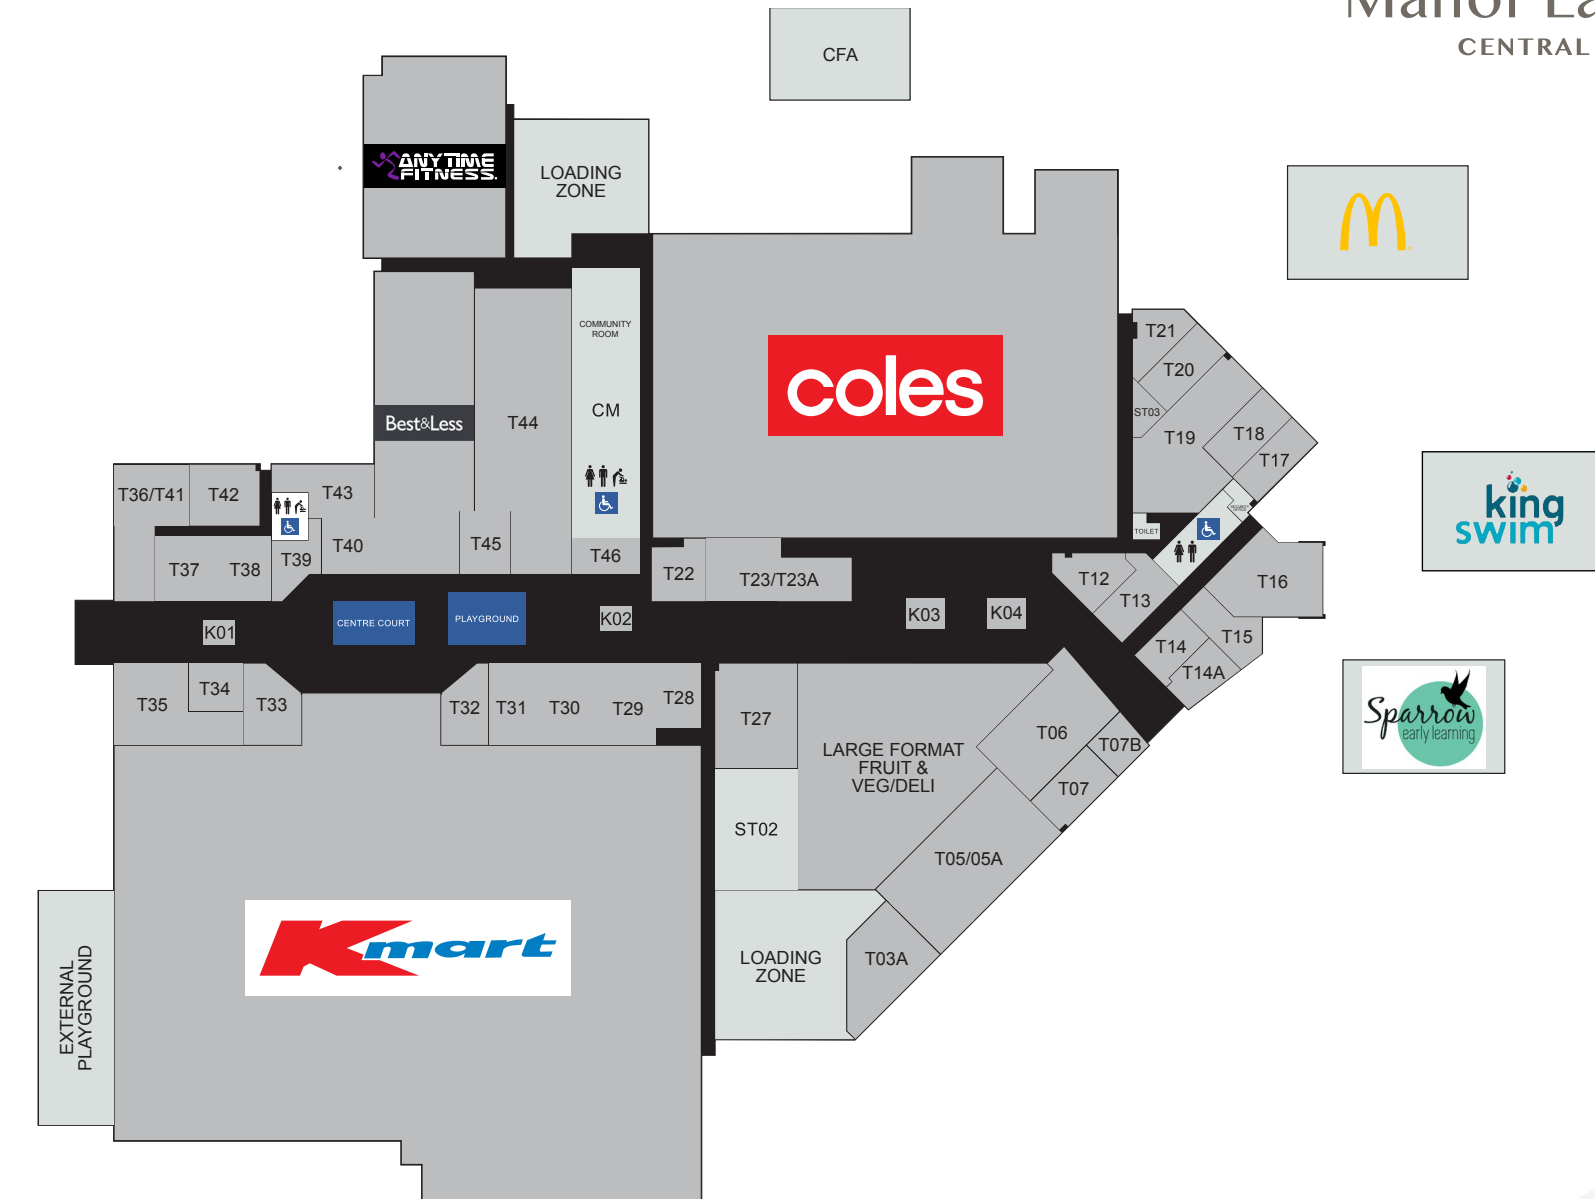 Manor La
CENTRAL
CFA
ANYTIME
FITNESS.
LOADING
ZONE
COMMUNITY
ROOM
CM
coles
T21
T20
ST03
T19
T18
T17
king
swim
Best&Less
T44
T36/T41
T42
T43
T37
T38
T39
T40
T45
T46
T22
T23/T23A
TOILET
T12
T13
T16
T14
T15
T14A
K01
CENTRE COURT
PLAYGROUND
K02
K03
K04
T35
T34
T33
T32
T31
T30
T29
T28
T27
LARGE FORMAT
FRUIT &
VEG/DELI
T06
T07B
T07
T05/05A
ST02
Sparrow
early learning
LOADING
ZONE
T03A
Kmart
EXTERNAL
PLAYGROUND